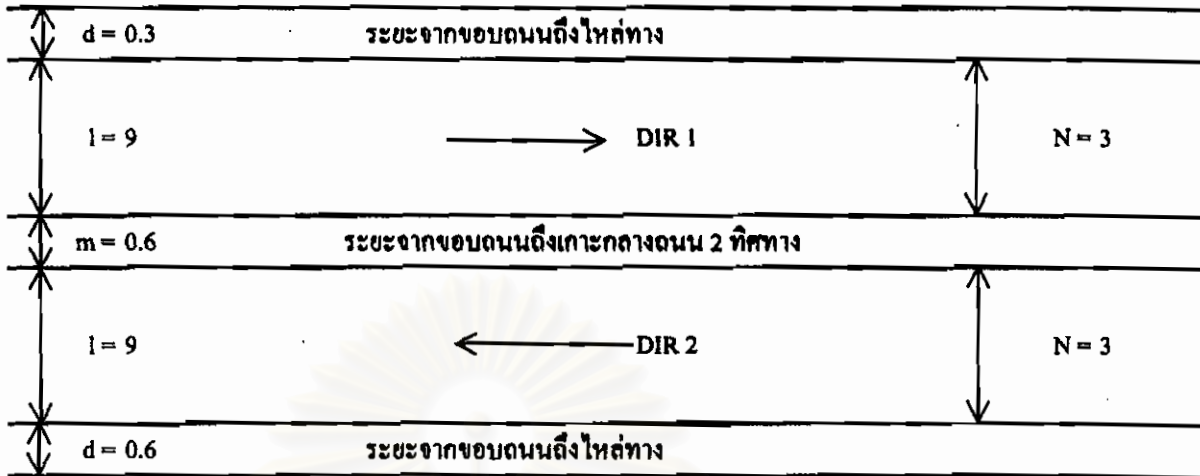 d = 0.3 ระยะจากขอบถนนถึงไหล่ทาง
l = 9 DIR 1 N = 3
m = 0.6 ระยะจากขอบถนนถึงเกาะกลางถนน 2 ทิศทาง
l = 9 DIR 2 N = 3
d = 0.6 ระยะจากขอบถนนถึงไหล่ทาง